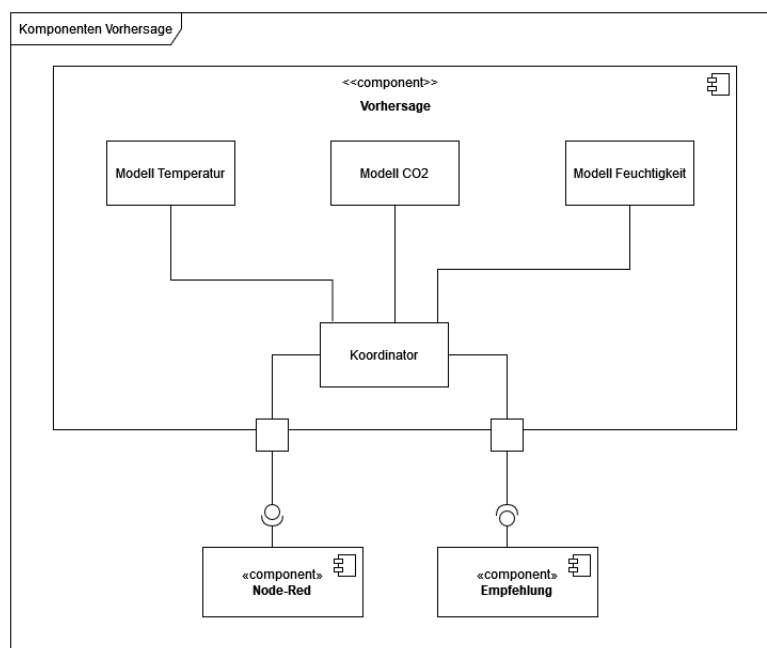 Komponenten Vorhersage
<<component>>
Vorhersage
Modell Temperatur
Modell CO2
Modell Feuchtigkeit
Koordinator
«component»
Node-Red
«component»
Empfehlung